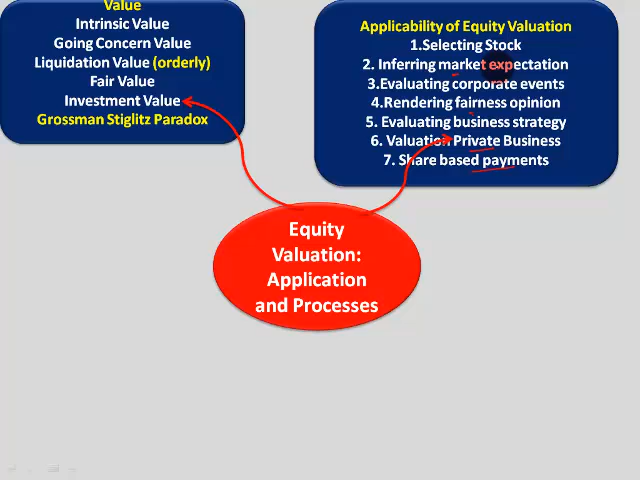 Value
Intrinsic Value
Going Concern Value
Liquidation Value (orderly)
Fair Value
Investment Value
Grossman Stiglitz Paradox
Applicability of Equity Valuation
1.Selecting Stock
2. Inferring market expectation
3.Evaluating corporate events
4.Rendering fairness opinion
5. Evaluating business strategy
6. Valuation Private Business
7. Share based payments
Equity
Valuation:
Application
and Processes